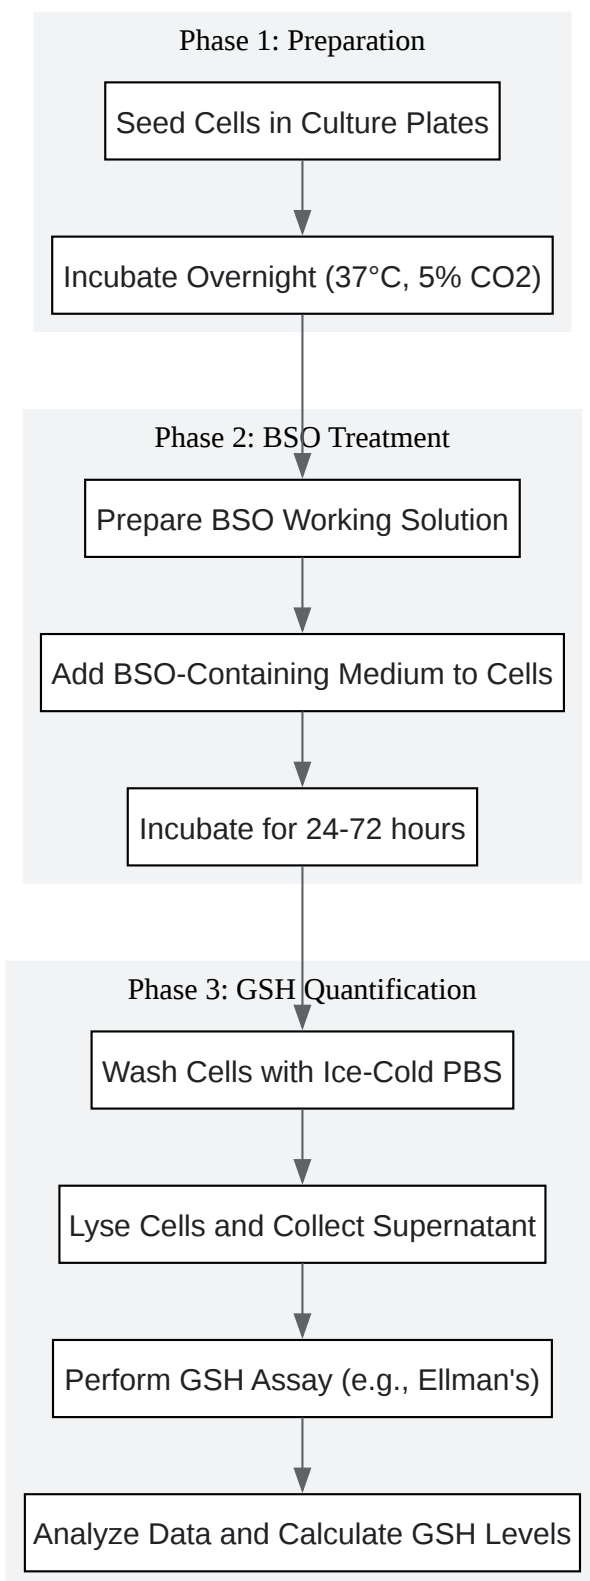 Phase 1: Preparation
Seed Cells in Culture Plates
Incubate Overnight (37°C, 5% CO2)
Phase 2: BSO Treatment
Prepare BSO Working Solution
Add BSO-Containing Medium to Cells
Incubate for 24-72 hours
Phase 3: GSH Quantification
Wash Cells with Ice-Cold PBS
Lyse Cells and Collect Supernatant
Perform GSH Assay (e.g., Ellman's)
Analyze Data and Calculate GSH Levels